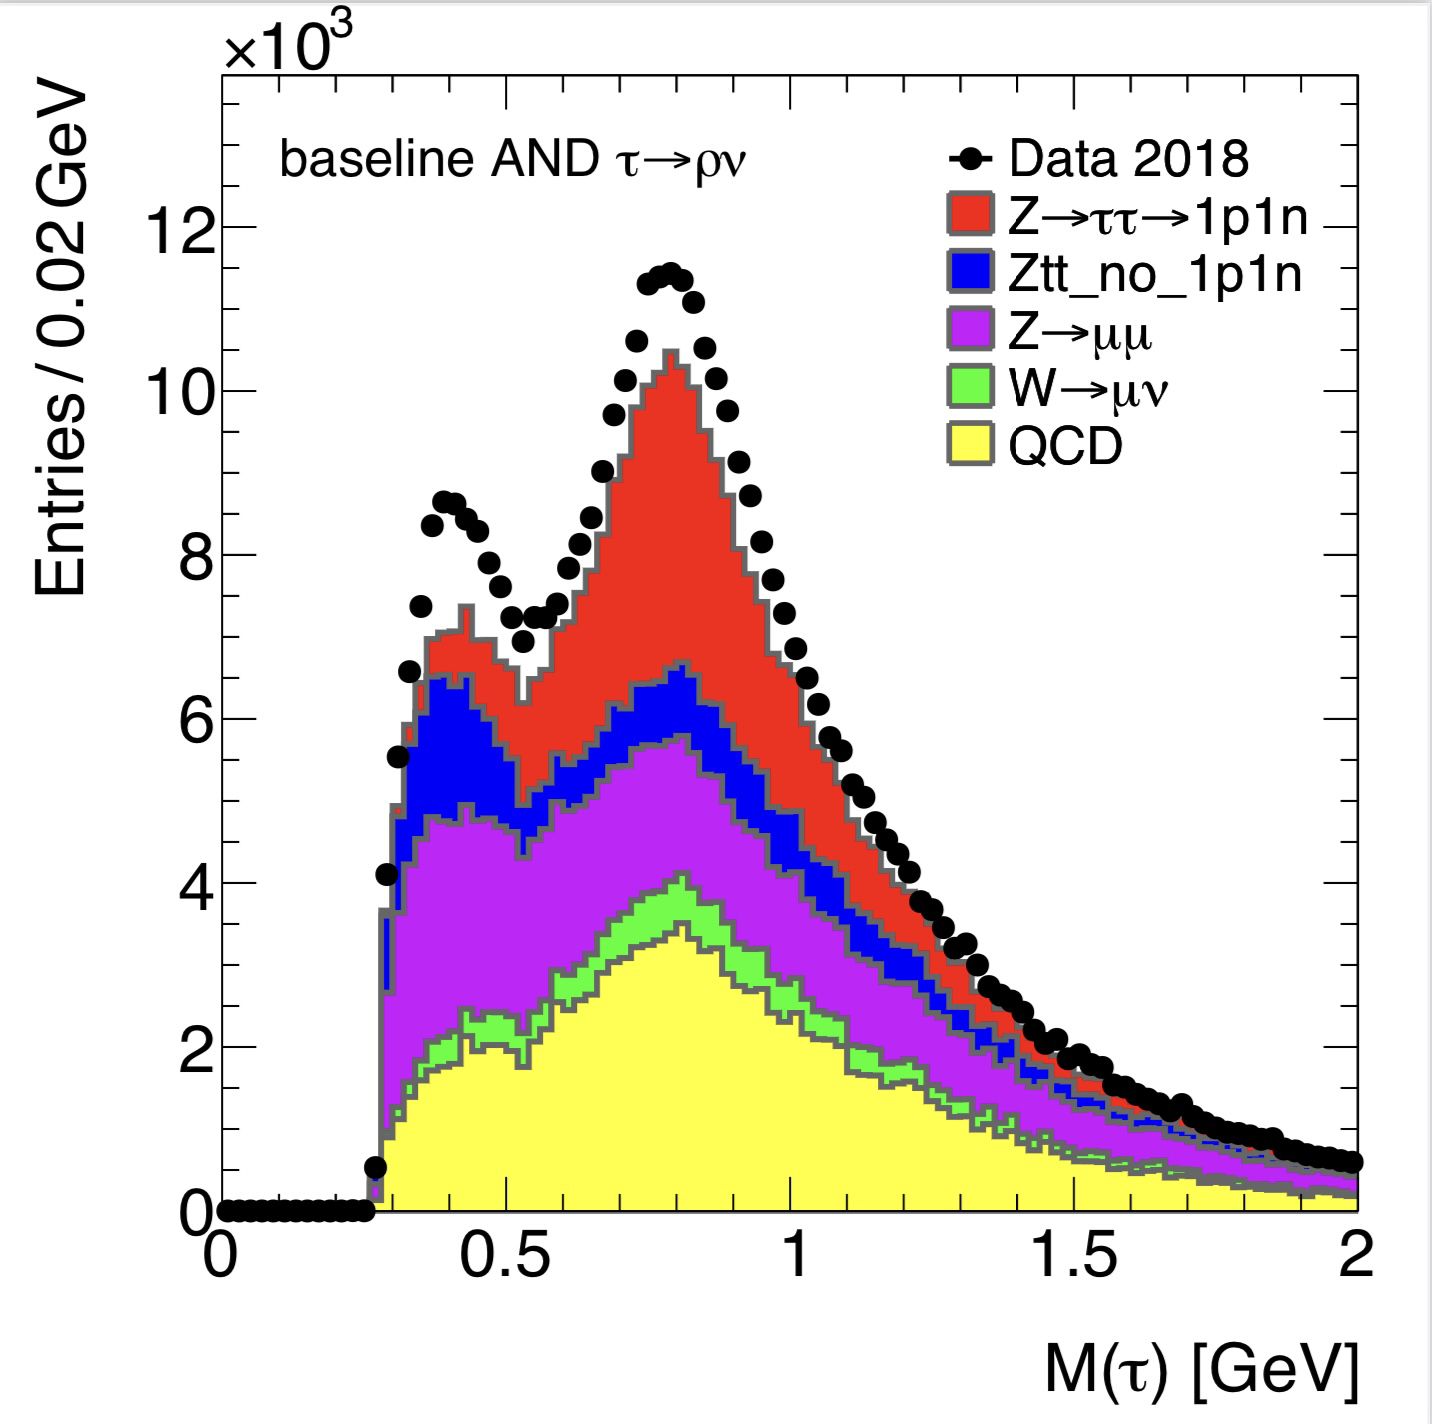 ×10³
Entries / 0.02 GeV
baseline AND τ→ρν
Data 2018
Z→ττ→1p1n
Ztt_no_1p1n
Z→μμ
W→μν
QCD
12
10
8
6
4
2
0
0 0.5 1 1.5 2
M(τ) [GeV]